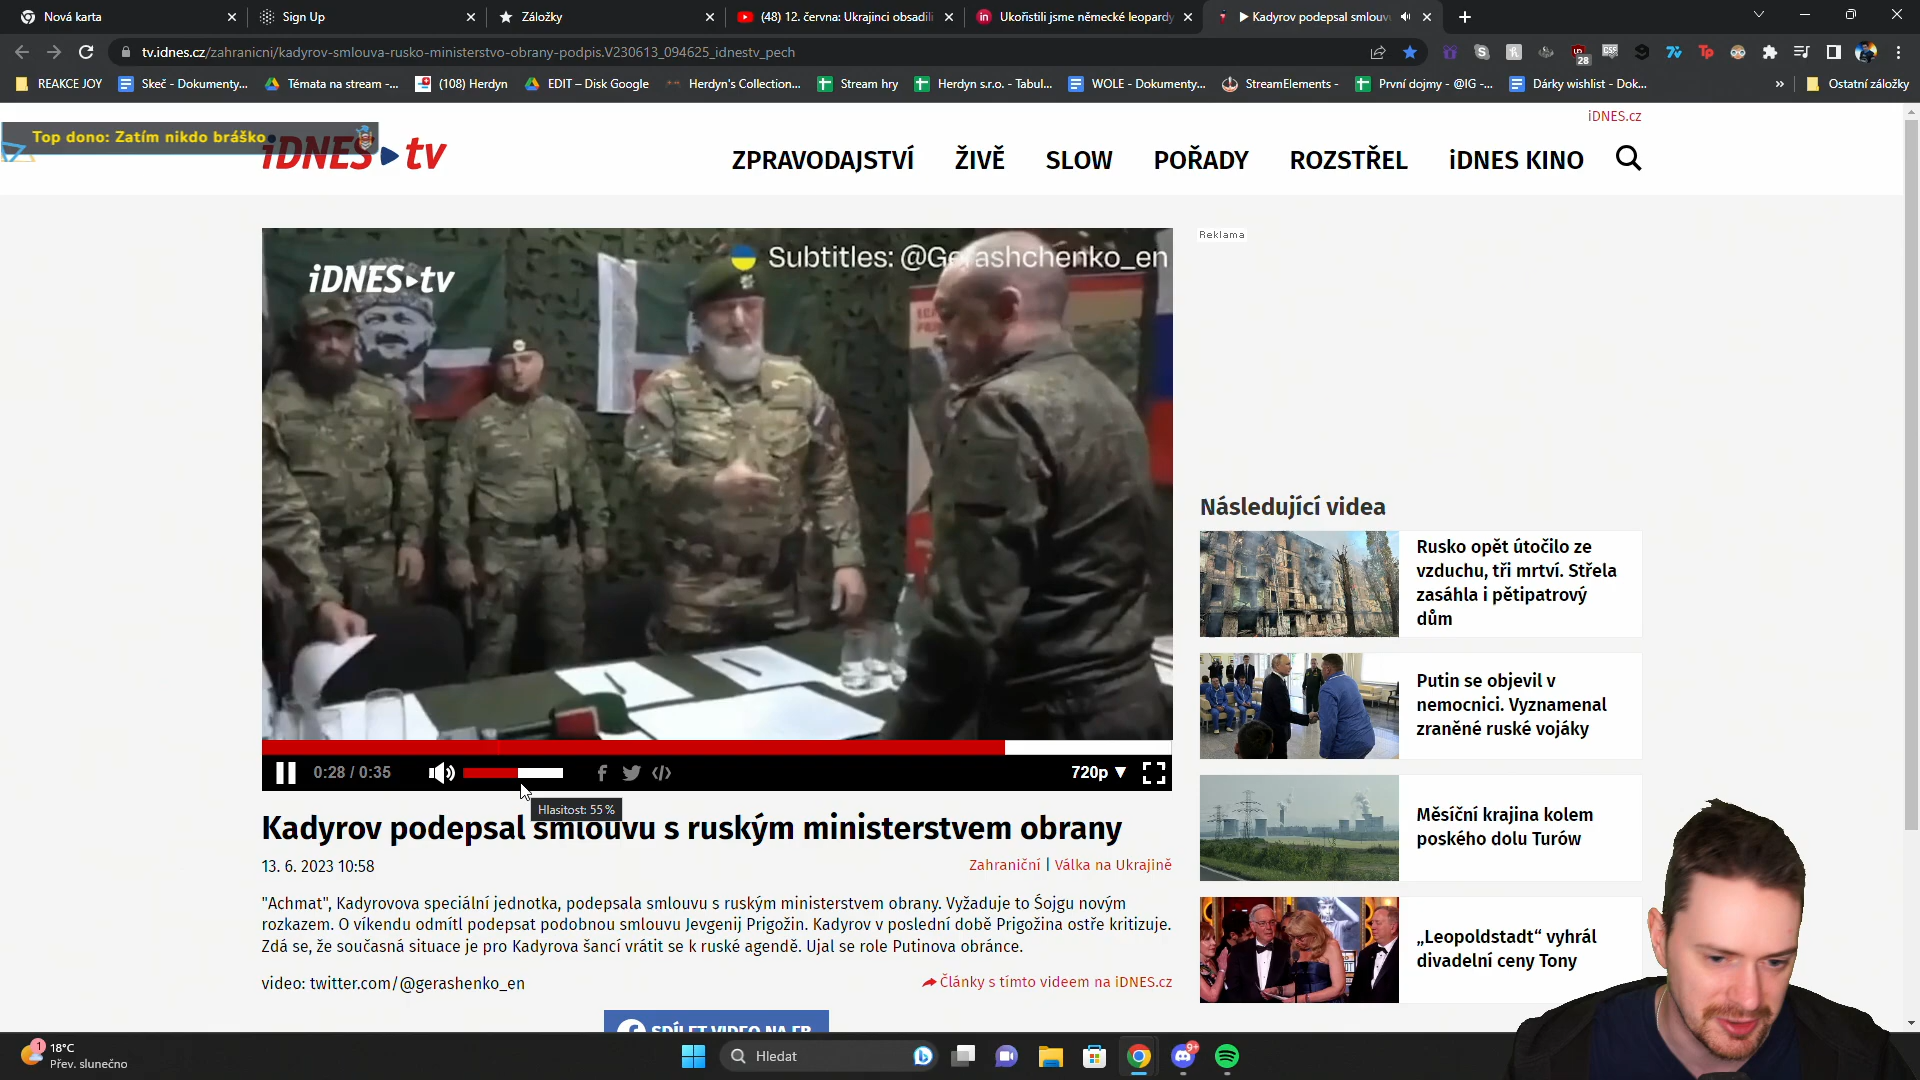 Nová karta
Sign Up
Záložky
(48) 12. června: Ukrajinci obsadili
Ukořistili jsme německé leopardy
Kadyrov podepsal smlouvu
tv.idnes.cz/zahranicni/kadyrov-smlouva-rusko-ministerstvo-obrany-podpis.V230613_094625_idnestv_pech
28
REAKCE JOY
Skeč - Dokumenty...
Témata na stream -...
(108) Herdyn
EDIT – Disk Google
Herdyn's Collection...
Stream hry
Herdyn s.r.o. - Tabul...
WOLE - Dokumenty...
StreamElements -
První dojmy - @IG -...
Dárky wishlist - Dok...
»
Ostatní záložky
iDNES.cz
Top dono: Zatím nikdo bráško
iDNES tv
ZPRAVODAJSTVÍ
ŽIVĚ
SLOW
POŘADY
ROZSTŘEL
iDNES KINO
Reklama
iDNES tv
Subtitles: @Gerashchenko_en
0:28 / 0:35
720p
Hlasitost: 55 %
Kadyrov podepsal smlouvu s ruským ministerstvem obrany
13. 6. 2023 10:58
Zahraniční | Válka na Ukrajině
"Achmat", Kadyrovova speciální jednotka, podepsala smlouvu s ruským ministerstvem obrany. Vyžaduje to Šojgu novým
rozkazem. O víkendu odmítl podepsat podobnou smlouvu Jevgenij Prigožin. Kadyrov v poslední době Prigožina ostře kritizuje.
Zdá se, že současná situace je pro Kadyrova šancí vrátit se k ruské agendě. Ujal se role Putinova obránce.
video: twitter.com/@gerashenko_en
Články s tímto videem na iDNES.cz
SDÍLET VIDEO NA FB
Následující videa
Rusko opět útočilo ze
vzduchu, tři mrtví. Střela
zasáhla i pětipatrový
dům
Putin se objevil v
nemocnici. Vyznamenal
zraněné ruské vojáky
Měsíční krajina kolem
poského dolu Turów
„Leopoldstadt“ vyhrál
divadelní ceny Tony
1
18°C
Přev. slunečno
Hledat
9+